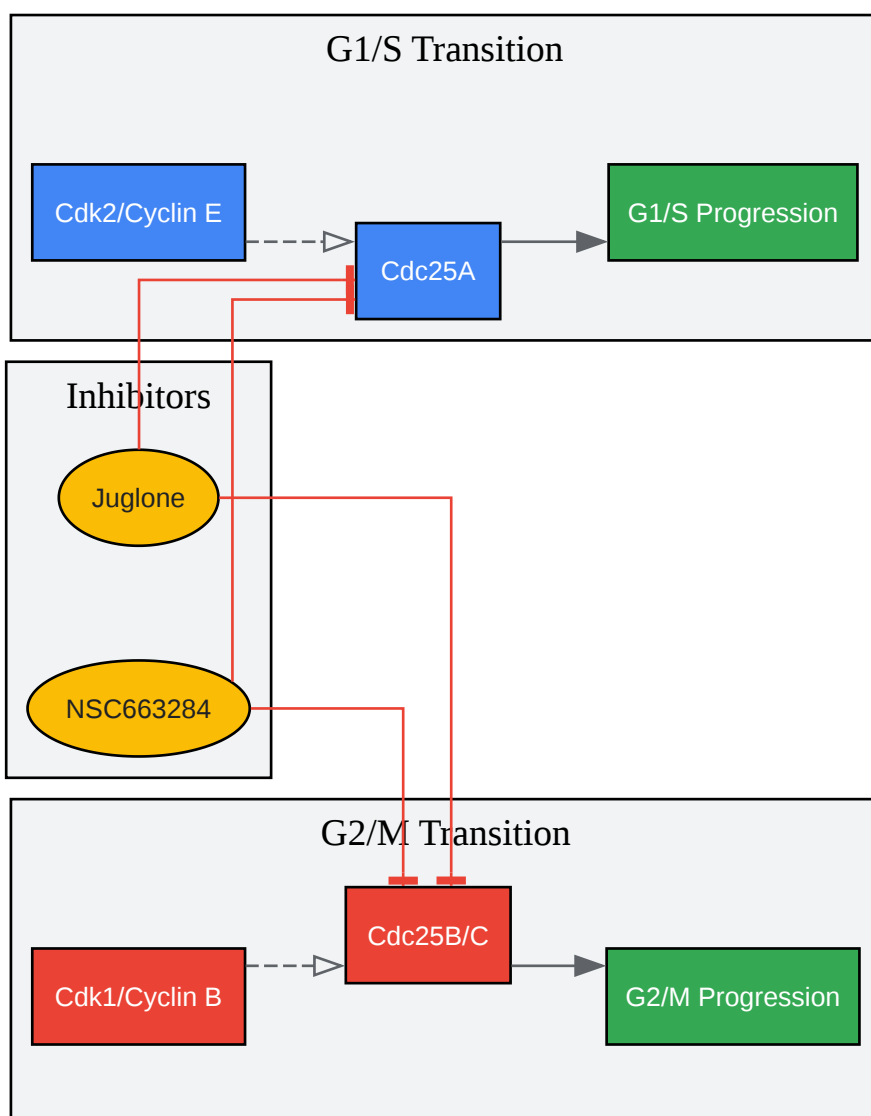 G1/S Transition
Cdk2/Cyclin E
G1/S Progression
Cdc25A
Inhibitors
Juglone
NSC663284
G2/M Transition
Cdc25B/C
Cdk1/Cyclin B
G2/M Progression